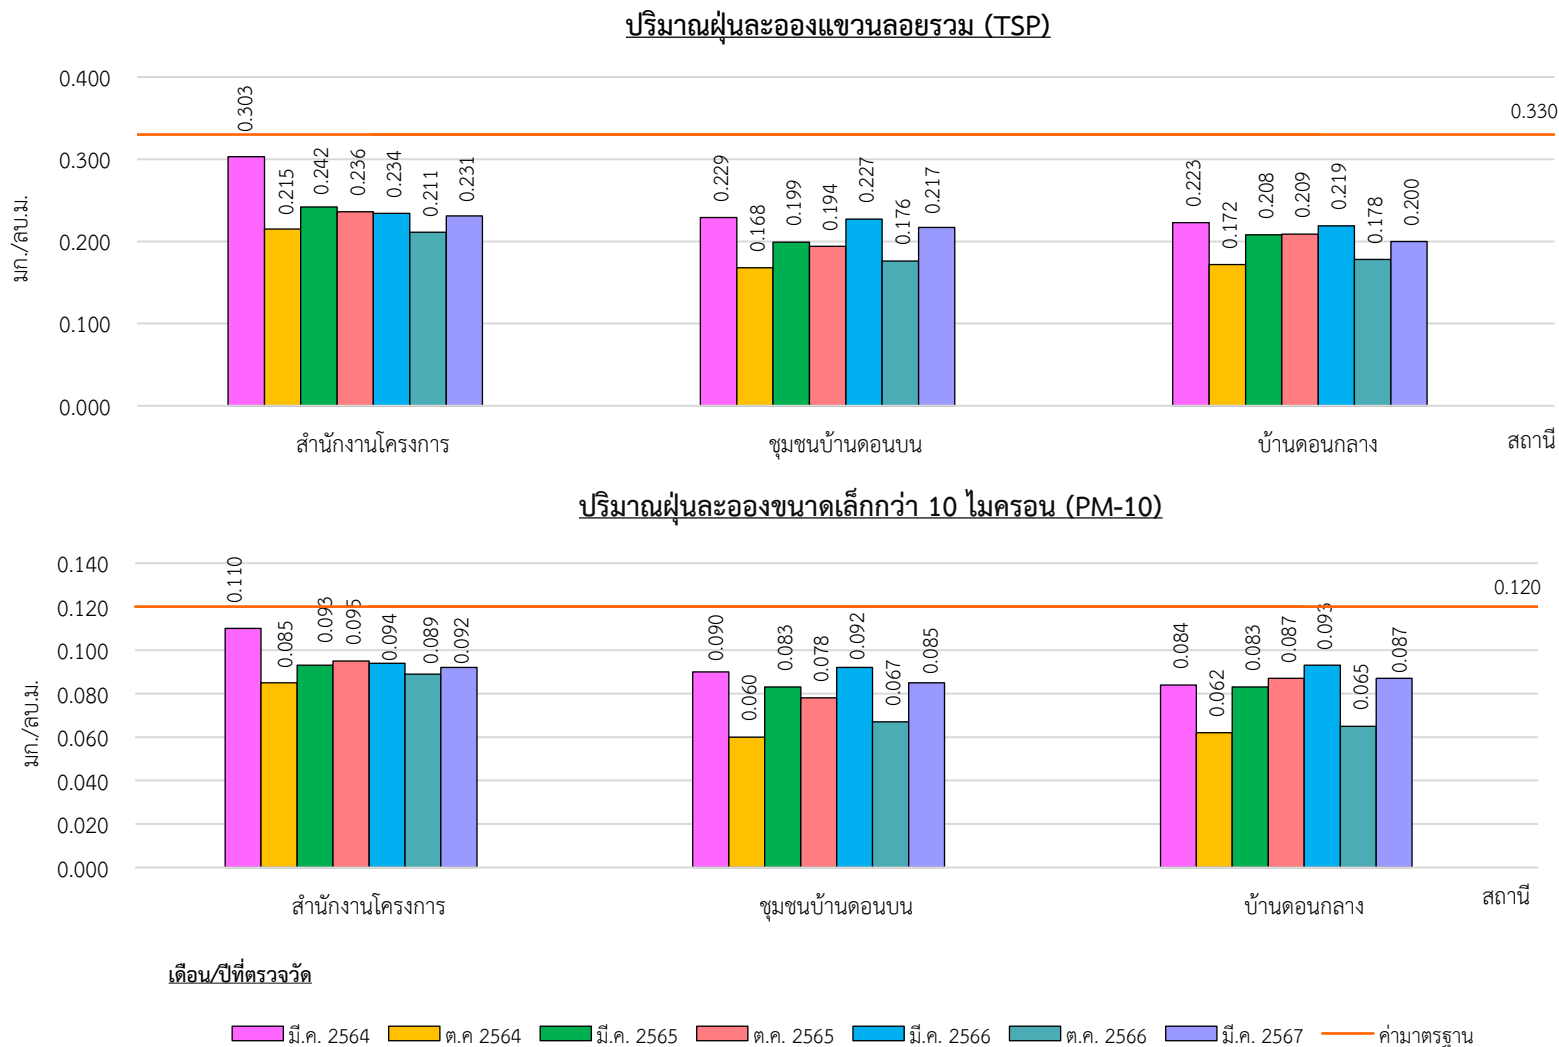 ปริมาณฝุ่นละอองแขวนลอยรวม (TSP)
0.400
0.300
0.200
0.100
0.000
มก./ลบ.ม.
0.330
0.303 0.215 0.242 0.236 0.234 0.211 0.231
0.229 0.168 0.199 0.194 0.227 0.176 0.217
0.223 0.172 0.208 0.209 0.219 0.178 0.200
สำนักงานโครงการ ชุมชนบ้านดอนบน บ้านดอนกลาง สถานี
ปริมาณฝุ่นละอองขนาดเล็กกว่า 10 ไมครอน (PM-10)
0.140
0.120
0.100
0.080
0.060
0.040
0.020
0.000
มก./ลบ.ม.
0.120
0.110 0.085 0.093 0.095 0.094 0.089 0.092
0.090 0.060 0.083 0.078 0.092 0.067 0.085
0.084 0.062 0.083 0.087 0.093 0.065 0.087
สำนักงานโครงการ ชุมชนบ้านดอนบน บ้านดอนกลาง สถานี
เดือน/ปีที่ตรวจวัด
มี.ค. 2564 ต.ค 2564 มี.ค. 2565 ต.ค. 2565 มี.ค. 2566 ต.ค. 2566 มี.ค. 2567 ค่ามาตรฐาน